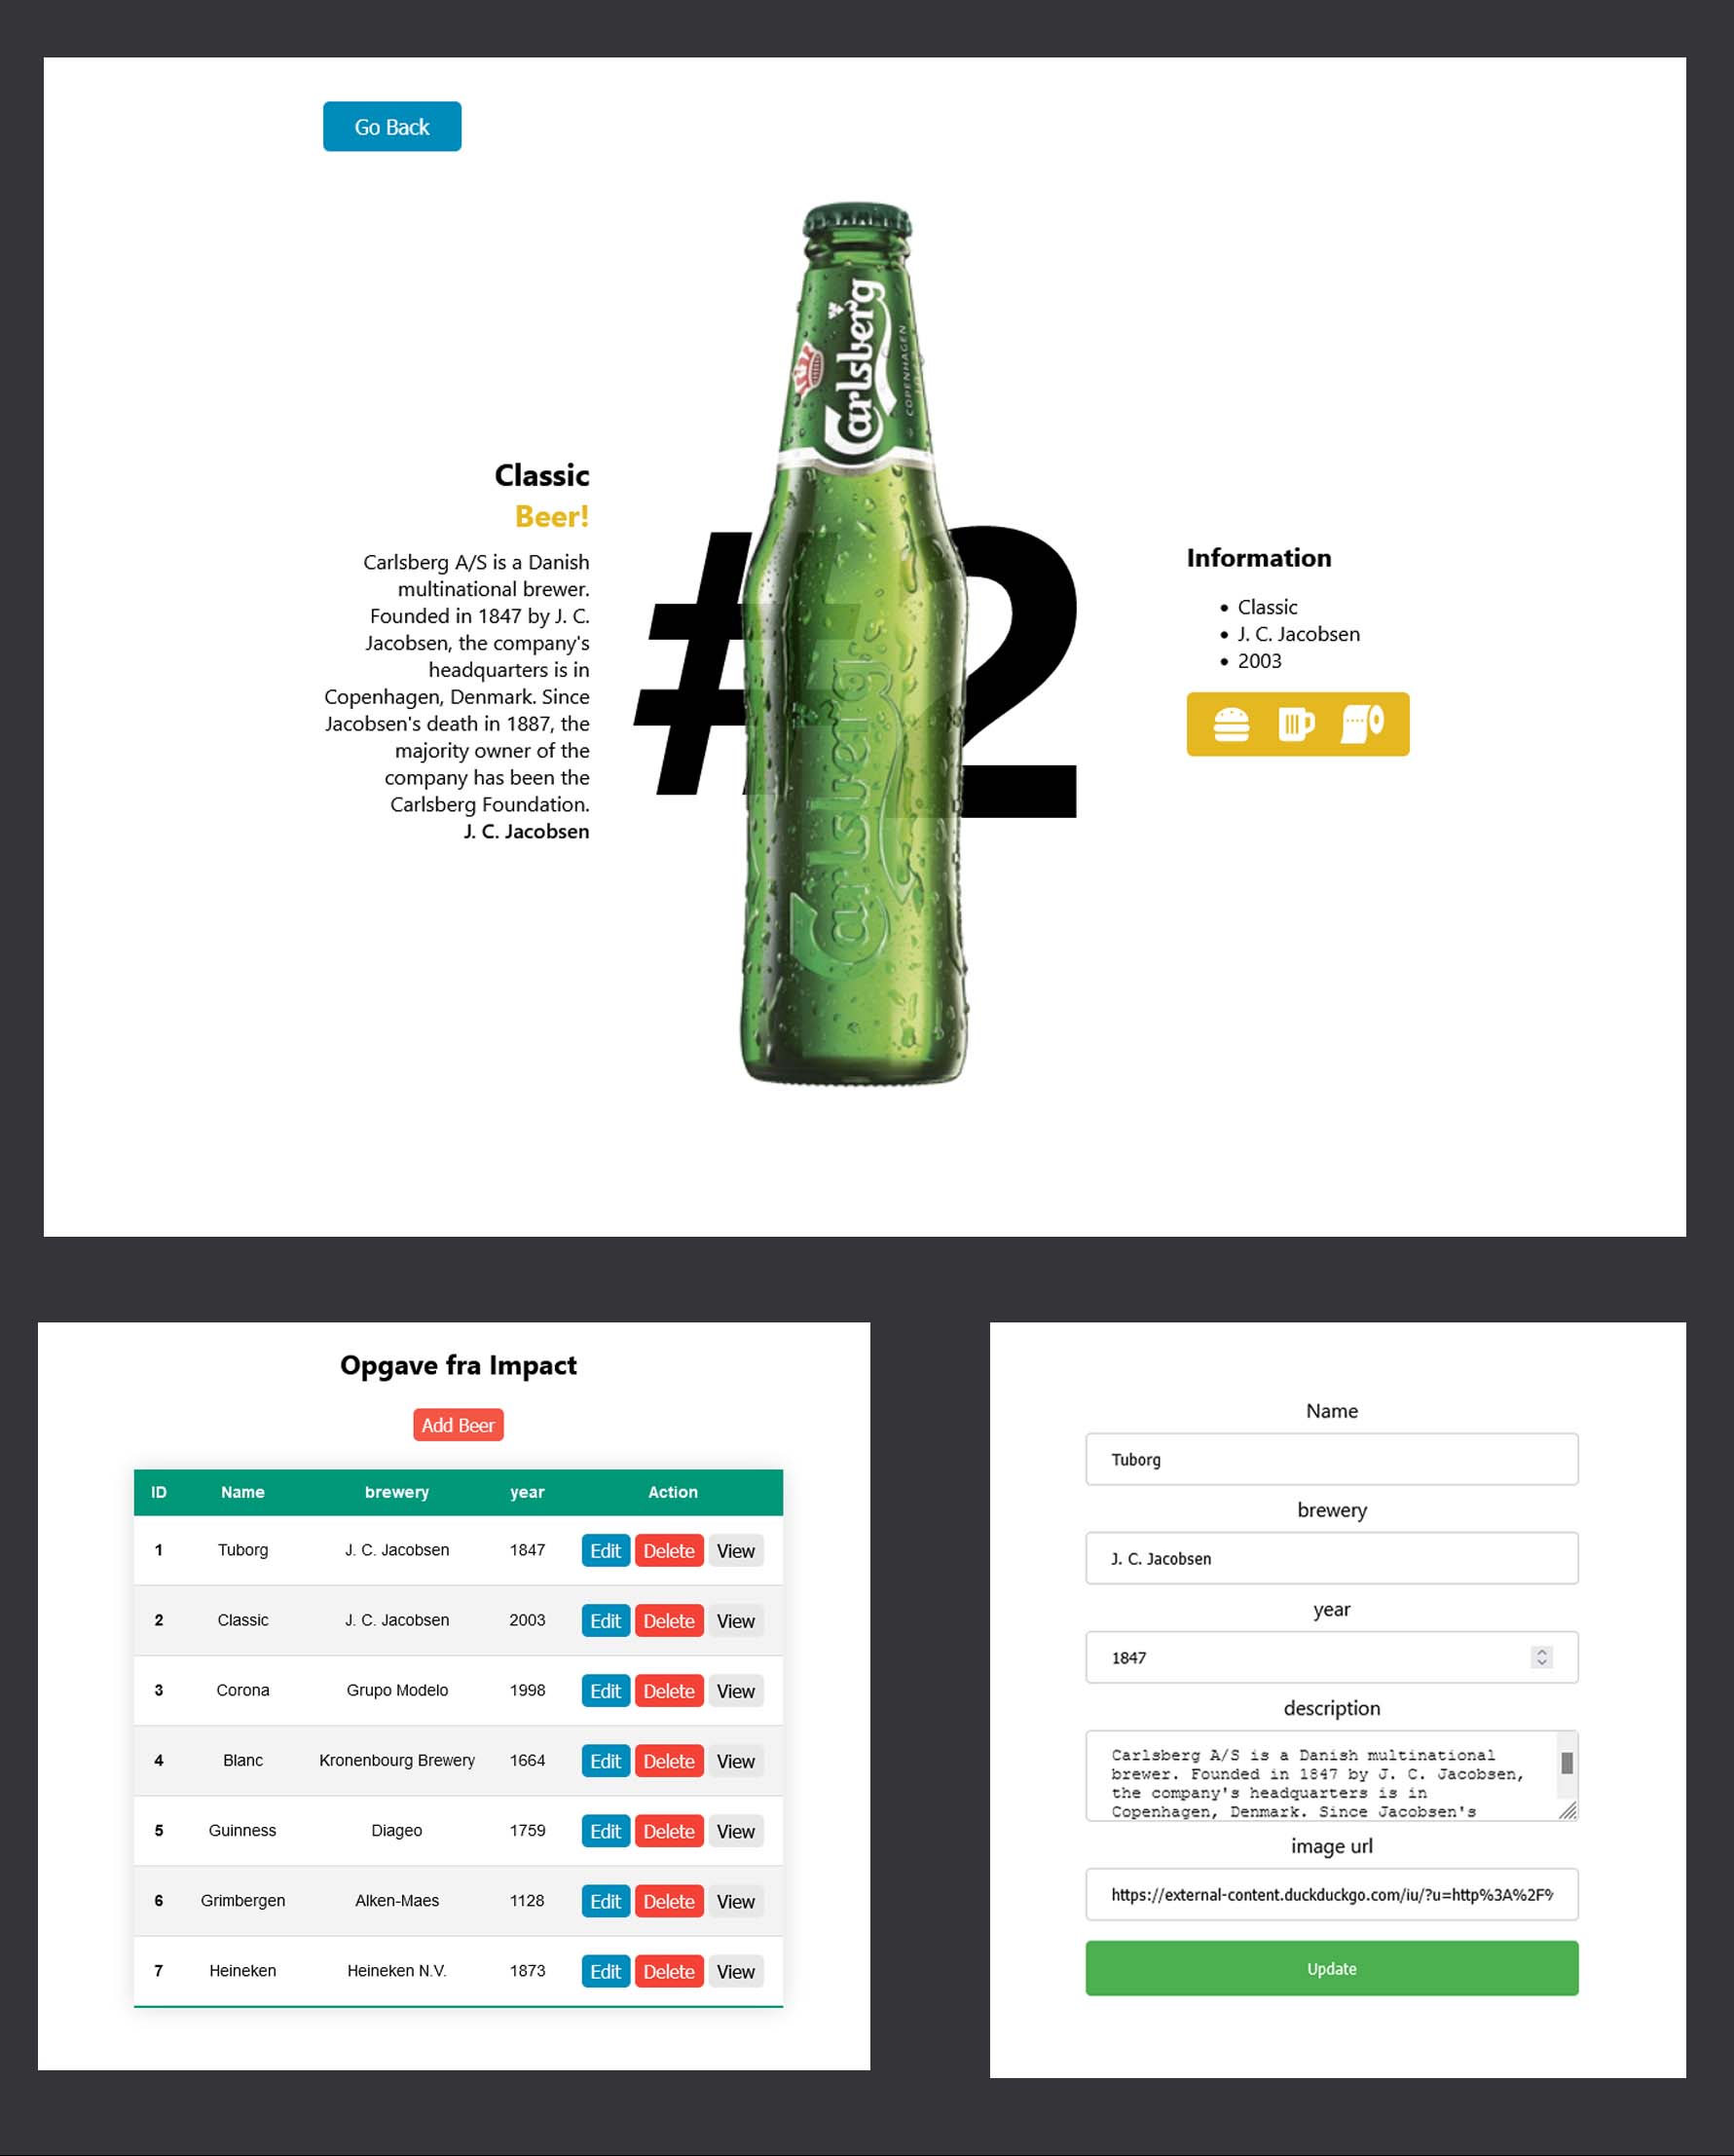 Go Back
Carlsberg
COPENHAGEN
Classic
Beer!
Carlsberg A/S is a Danish
multinational brewer.
Founded in 1847 by J. C.
Jacobsen, the company's
headquarters is in
Copenhagen, Denmark. Since
Jacobsen's death in 1887, the
majority owner of the
company has been the
Carlsberg Foundation.
J. C. Jacobsen
#2
Carlsberg
Information
• Classic
• J. C. Jacobsen
• 2003
Opgave fra Impact
Add Beer
ID Name brewery year Action
1 Tuborg J. C. Jacobsen 1847 Edit Delete View
2 Classic J. C. Jacobsen 2003 Edit Delete View
3 Corona Grupo Modelo 1998 Edit Delete View
4 Blanc Kronenbourg Brewery 1664 Edit Delete View
5 Guinness Diageo 1759 Edit Delete View
6 Grimbergen Alken-Maes 1128 Edit Delete View
7 Heineken Heineken N.V. 1873 Edit Delete View
Name
Tuborg
brewery
J. C. Jacobsen
year
1847
description
Carlsberg A/S is a Danish multinational
brewer. Founded in 1847 by J. C. Jacobsen,
the company's headquarters is in
Copenhagen, Denmark. Since Jacobsen's
image url
https://external-content.duckduckgo.com/iu/?u=http%3A%2F%
Update